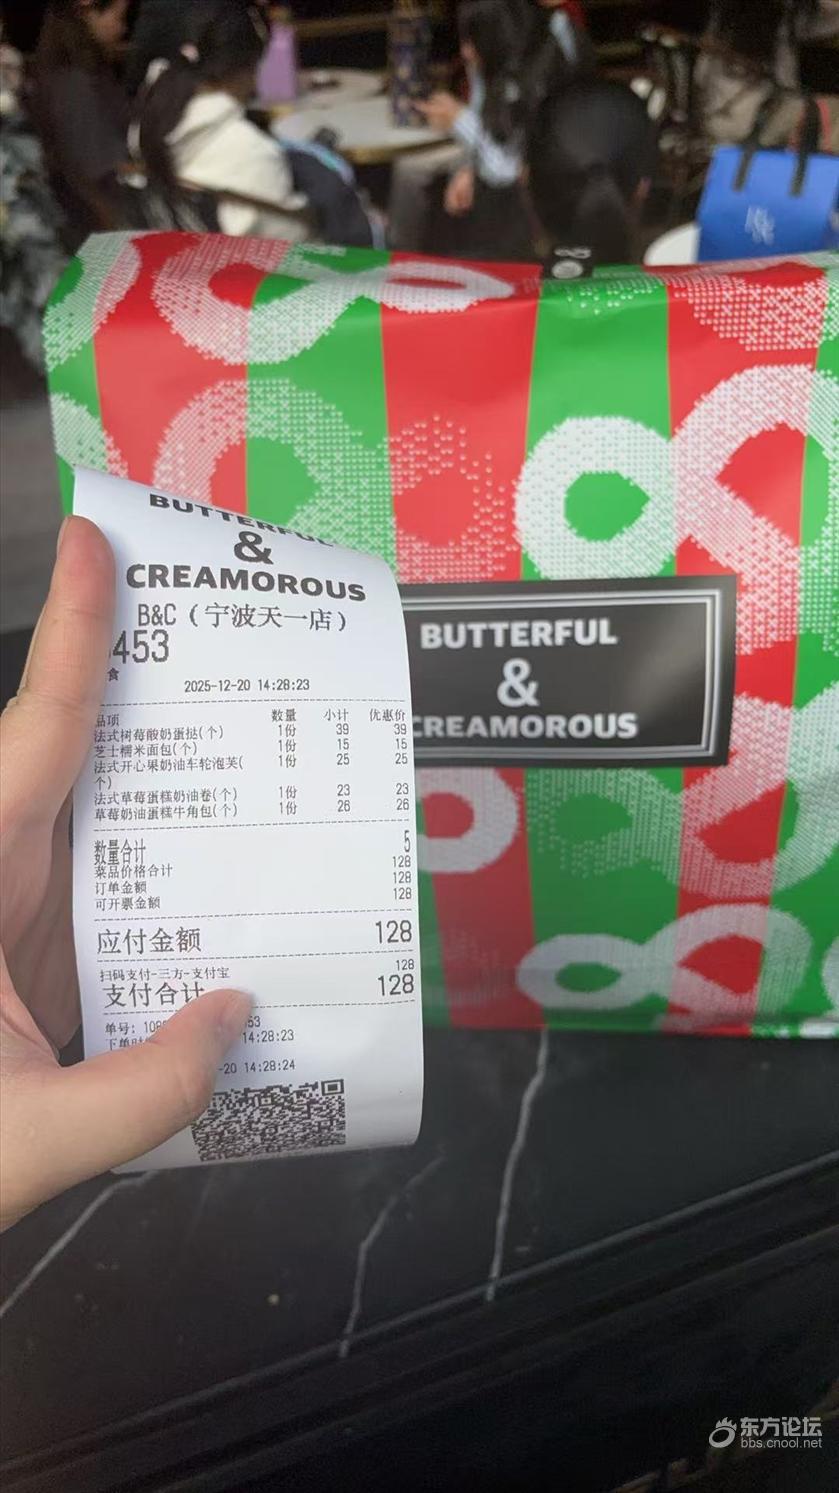 BUTTERFUL
&
CREAMOROUS
B&C（宁波天一店）
453
食
2025-12-20 14:28:23
品项 数量 小计 优惠价
法式树莓酸奶蛋挞(个) 1份 39 39
芝士糯米面包(个) 1份 15 15
法式开心果奶油车轮泡芙(
个) 1份 25 25
法式草莓蛋糕奶油卷(个) 1份 23 23
草莓奶油蛋糕牛角包(个) 1份 26 26
数量合计 5
菜品价格合计 128
订单金额 128
可开票金额 128
应付金额 128
扫码支付-三方-支付宝 128
支付合计 128
单号: 108 53
下单时 14:28:23
-20 14:28:24
BUTTERFUL
&
CREAMOROUS
东方论坛
bbs.cnool.net